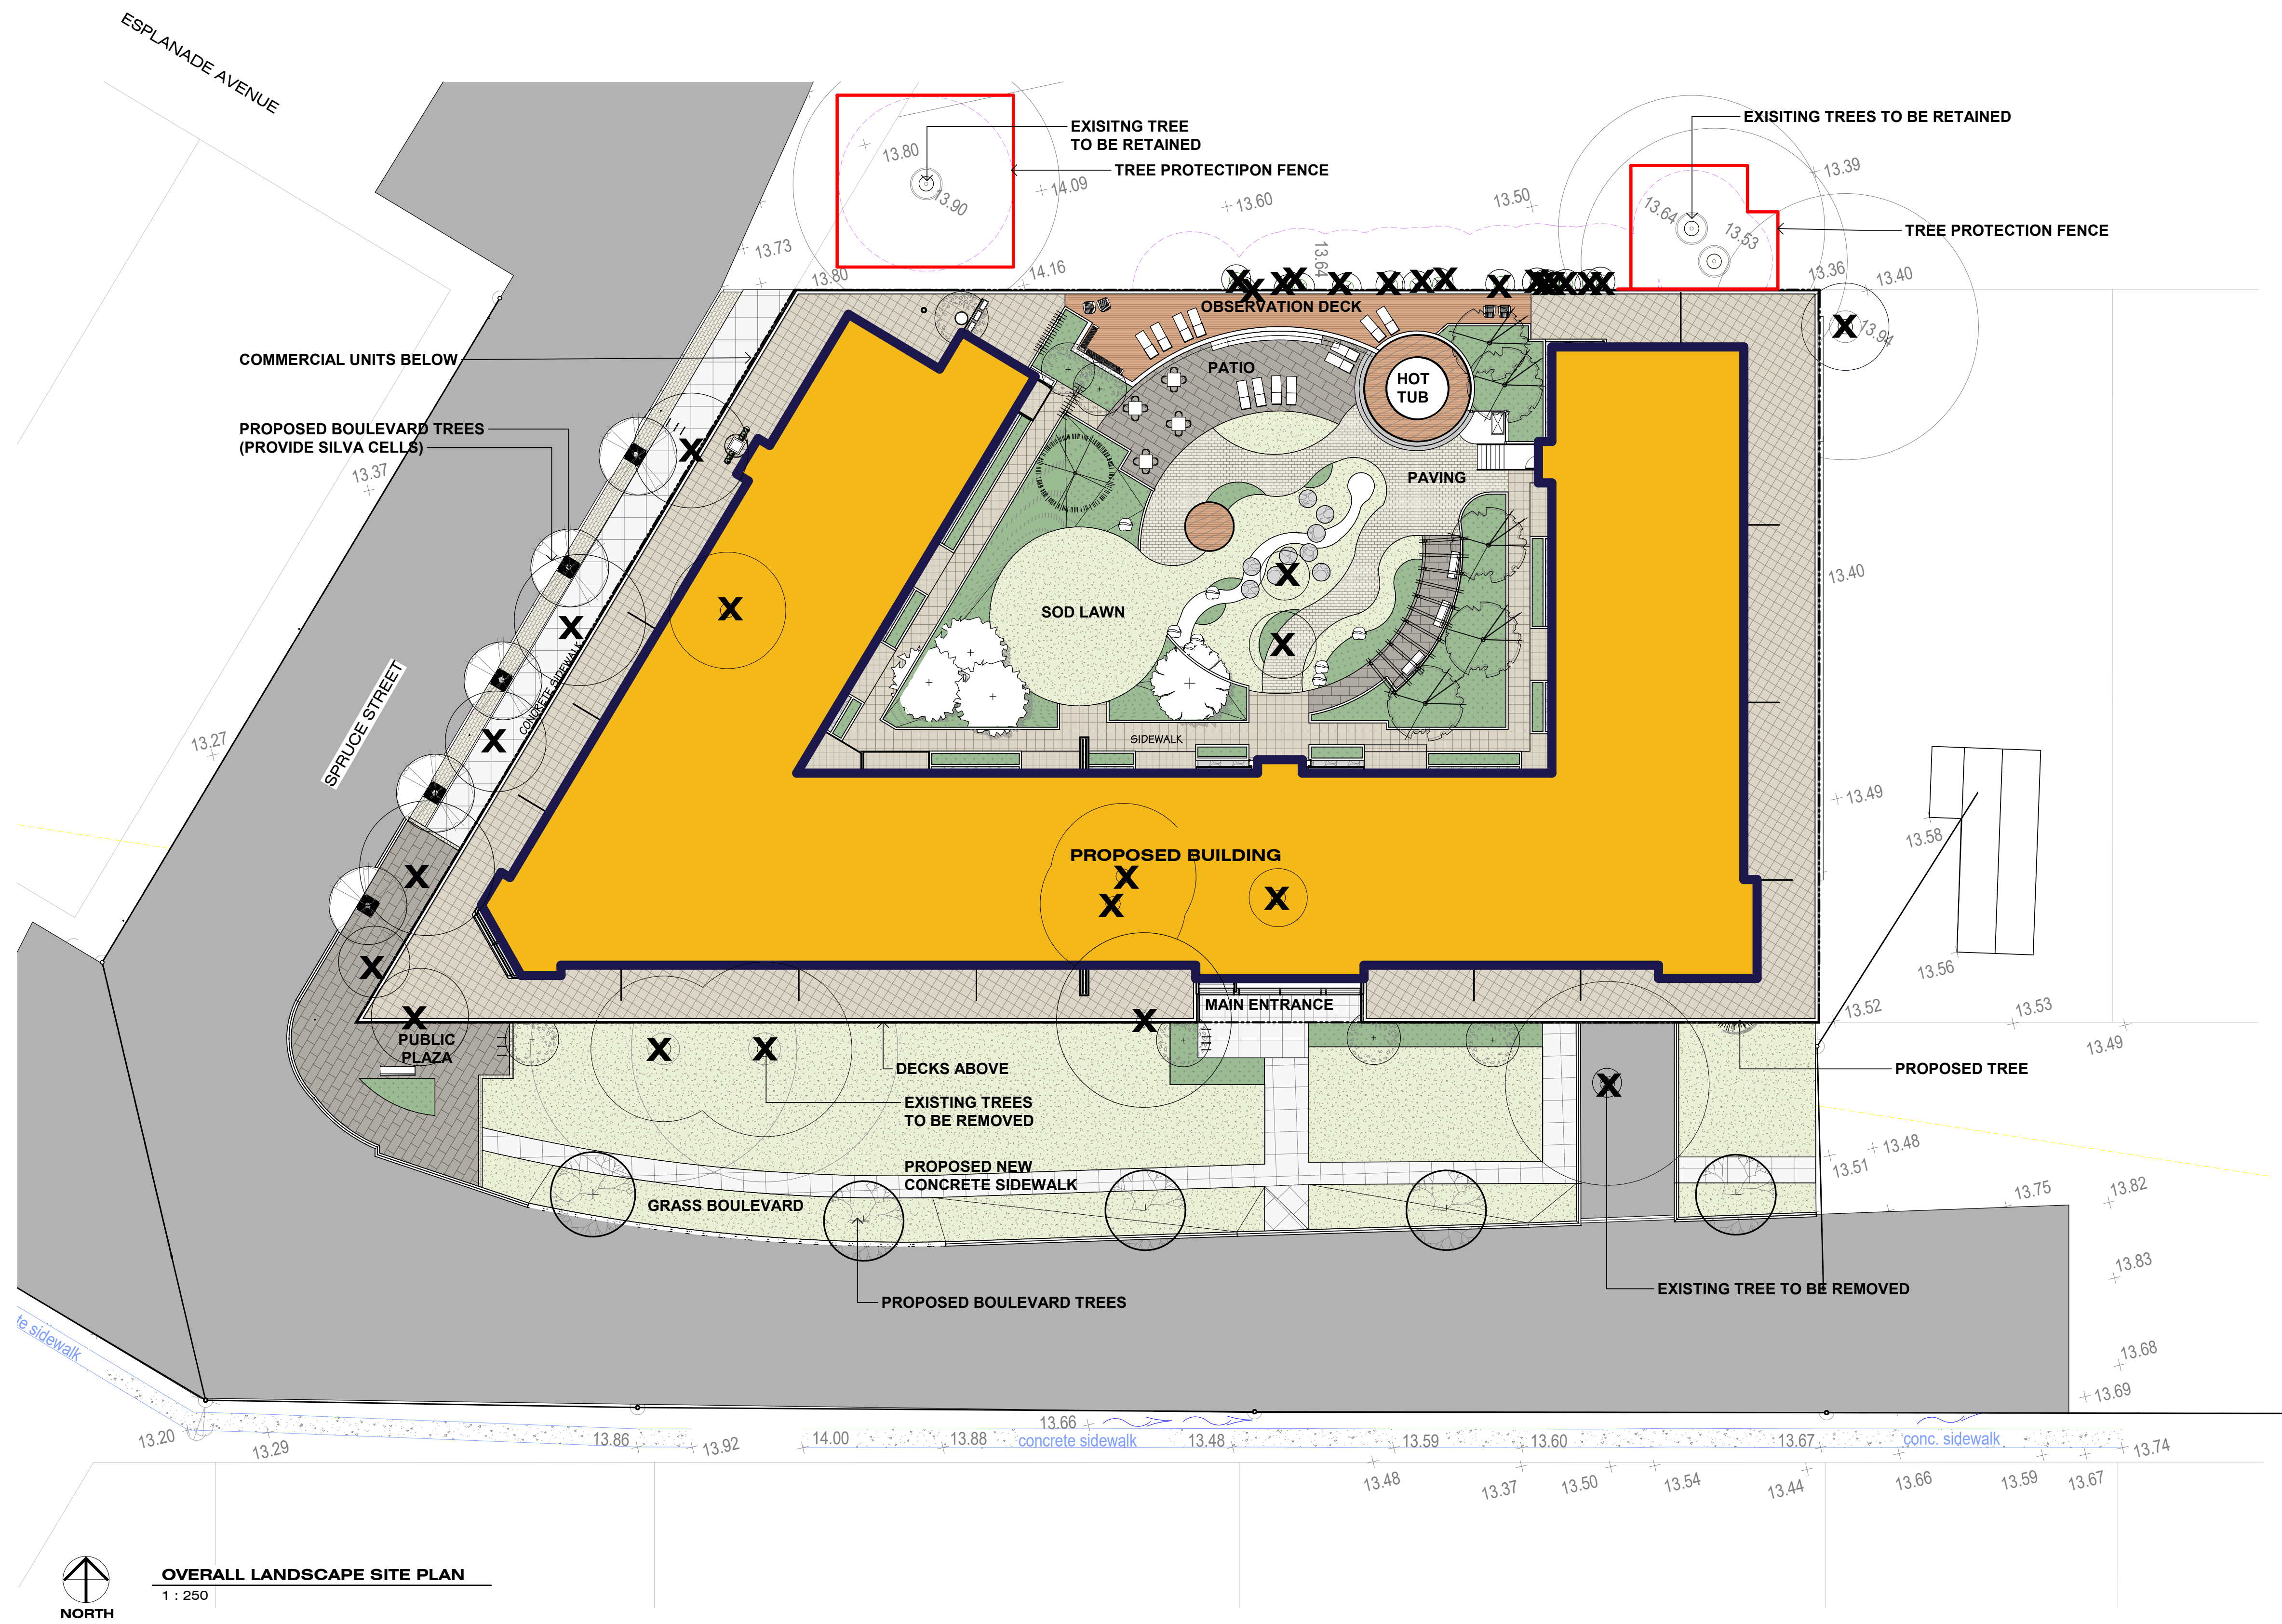 ESPLANADE AVENUE
EXISITNG TREE
TO BE RETAINED
TREE PROTECTIPON FENCE
EXISITING TREES TO BE RETAINED
TREE PROTECTION FENCE
13.80
13.90
14.09
13.60
13.50
13.64
13.53
13.39
13.73
13.80
14.16
13.64
13.36
13.40
13.94
OBSERVATION DECK
COMMERCIAL UNITS BELOW
PATIO
HOT
TUB
PROPOSED BOULEVARD TREES
(PROVIDE SILVA CELLS)
13.37
PAVING
13.40
SOD LAWN
CONCRETE SIDEWALK
SPRUCE STREET
13.27
SIDEWALK
13.49
13.58
PROPOSED BUILDING
13.56
MAIN ENTRANCE
13.52
13.53
13.49
PUBLIC
PLAZA
DECKS ABOVE
PROPOSED TREE
EXISTING TREES
TO BE REMOVED
13.48
13.51
PROPOSED NEW
CONCRETE SIDEWALK
GRASS BOULEVARD
13.75
13.82
13.83
EXISTING TREE TO BE REMOVED
PROPOSED BOULEVARD TREES
te sidewalk
13.68
13.69
13.66
13.20
13.29
13.86
13.92
14.00
13.88
concrete sidewalk
13.48
13.59
13.60
13.67
conc. sidewalk
13.74
13.48
13.37
13.50
13.54
13.44
13.66
13.59
13.67
OVERALL LANDSCAPE SITE PLAN
1 : 250
NORTH